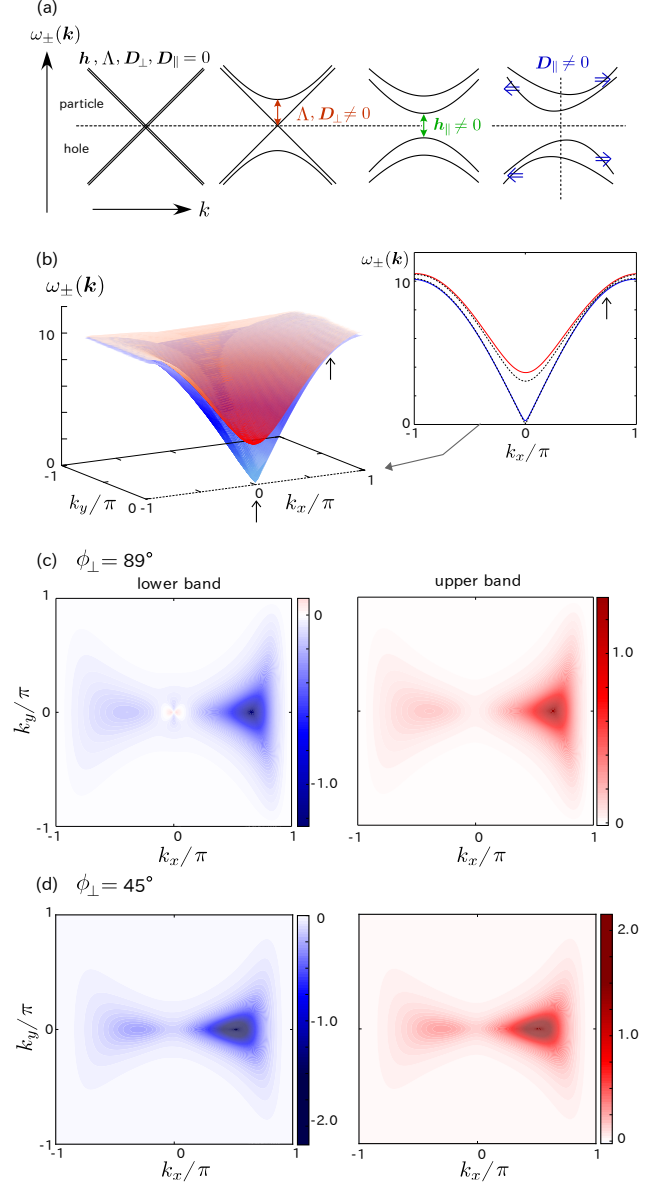 (a)
ω±(k)
h , Λ, D⊥, D∥ = 0
D∥ ≠ 0
particle
Λ, D⊥ ≠ 0
h∥ ≠ 0
hole
k
(b)
ω±(k)
10
0
-1
ky/π
0
-1
0
kx/π
1
ω±(k)
10
0
-1
0
1
kx/π
(c) ϕ⊥ = 89°
lower band
upper band
1
0
-1
ky/π
-1
0
1
kx/π
0
-1.0
-1
0
1
kx/π
1.0
0
(d) ϕ⊥ = 45°
1
0
-1
ky/π
-1
0
1
kx/π
0
-1.0
-2.0
-1
0
1
kx/π
2.0
1.0
0